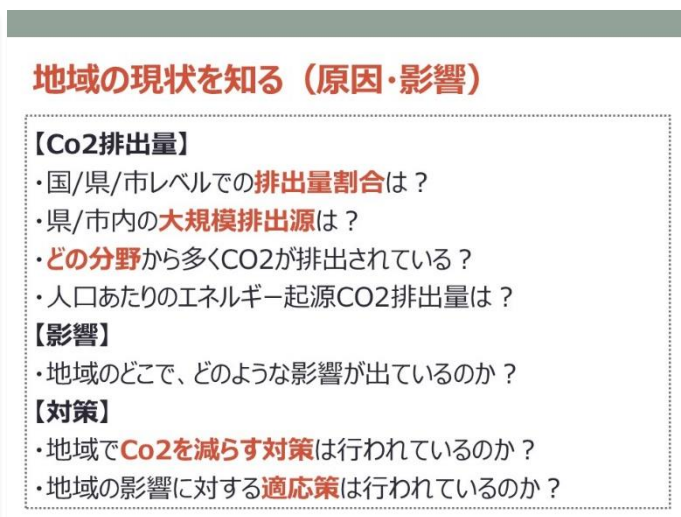 地域の現状を知る（原因・影響）
【Co2排出量】
・国/県/市レベルでの排出量割合は？
・県/市内の大規模排出源は？
・どの分野から多くCO2が排出されている？
・人口あたりのエネルギー起源CO2排出量は？
【影響】
・地域のどこで、どのような影響が出ているのか？
【対策】
・地域でCo2を減らす対策は行われているのか？
・地域の影響に対する適応策は行われているのか？